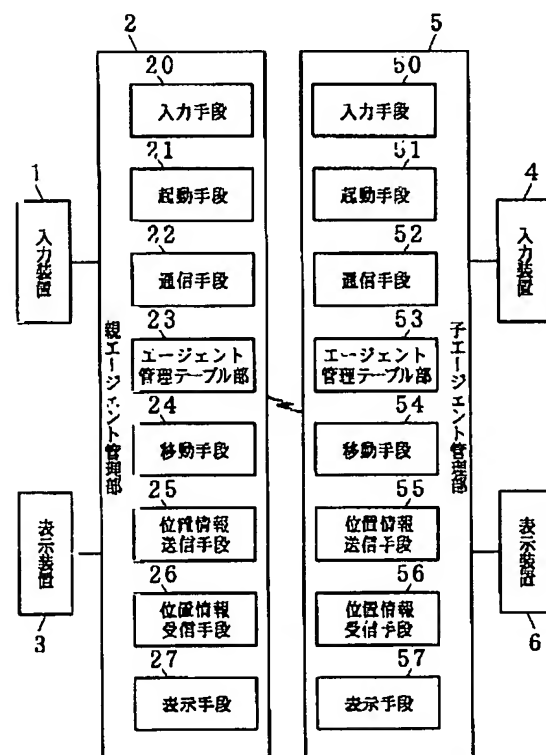 2
5
20
入力手段
50
入力手段
21
起動手段
51
起動手段
1
入力装置
4
入力装置
22
通信手段
52
通信手段
23
エージェント
管理テーブル部
53
エージェント
管理テーブル部
親エージェント管理部
子エージェント管理部
24
移動手段
54
移動手段
25
位置情報
送信手段
55
位置情報
送信手段
表示装置
3
表示装置
6
26
位置情報
受信手段
56
位置情報
受信手段
27
表示手段
57
表示手段